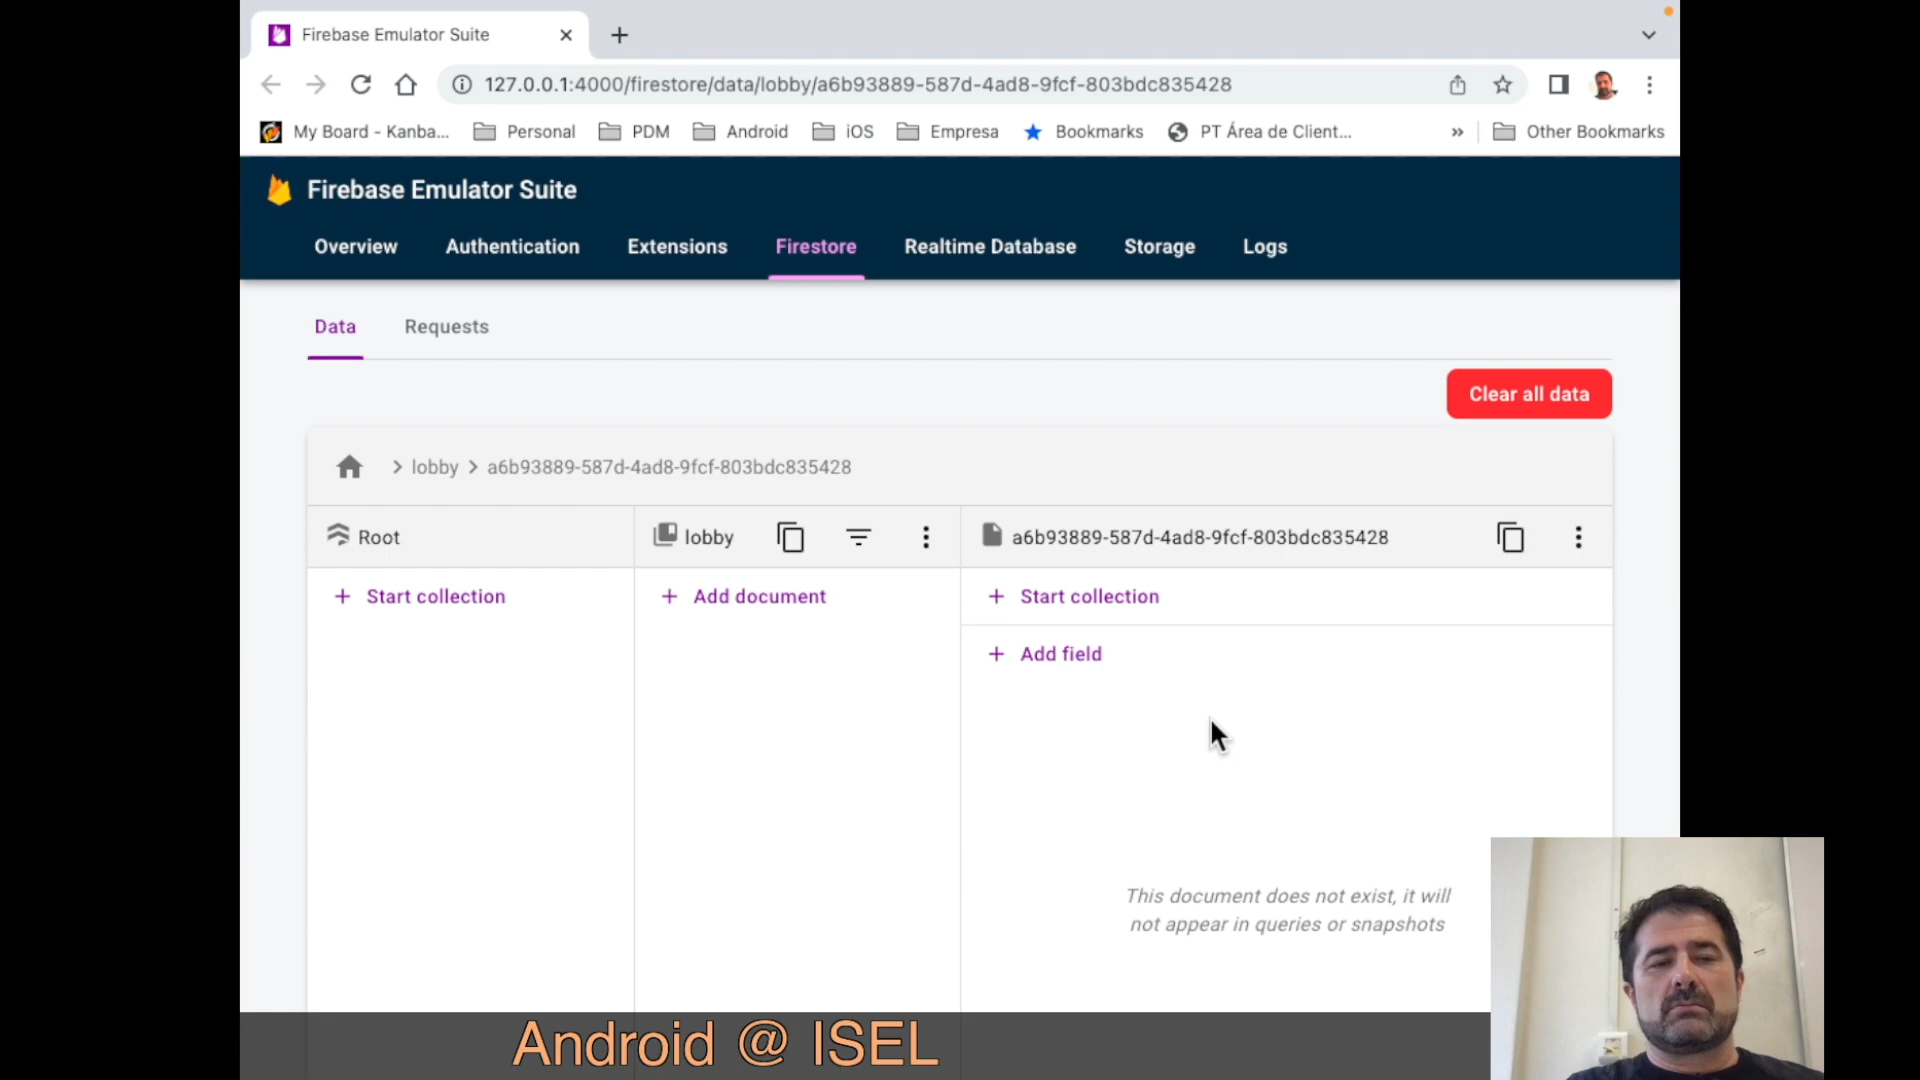 Firebase Emulator Suite
127.0.0.1:4000/firestore/data/lobby/a6b93889-587d-4ad8-9fcf-803bdc835428
My Board - Kanba... Personal PDM Android iOS Empresa Bookmarks PT Área de Client... » Other Bookmarks
Firebase Emulator Suite
Overview Authentication Extensions Firestore Realtime Database Storage Logs
Data Requests
Clear all data
> lobby > a6b93889-587d-4ad8-9fcf-803bdc835428
Root lobby a6b93889-587d-4ad8-9fcf-803bdc835428
+ Start collection + Add document + Start collection
+ Add field
This document does not exist, it will
not appear in queries or snapshots
Android @ ISEL